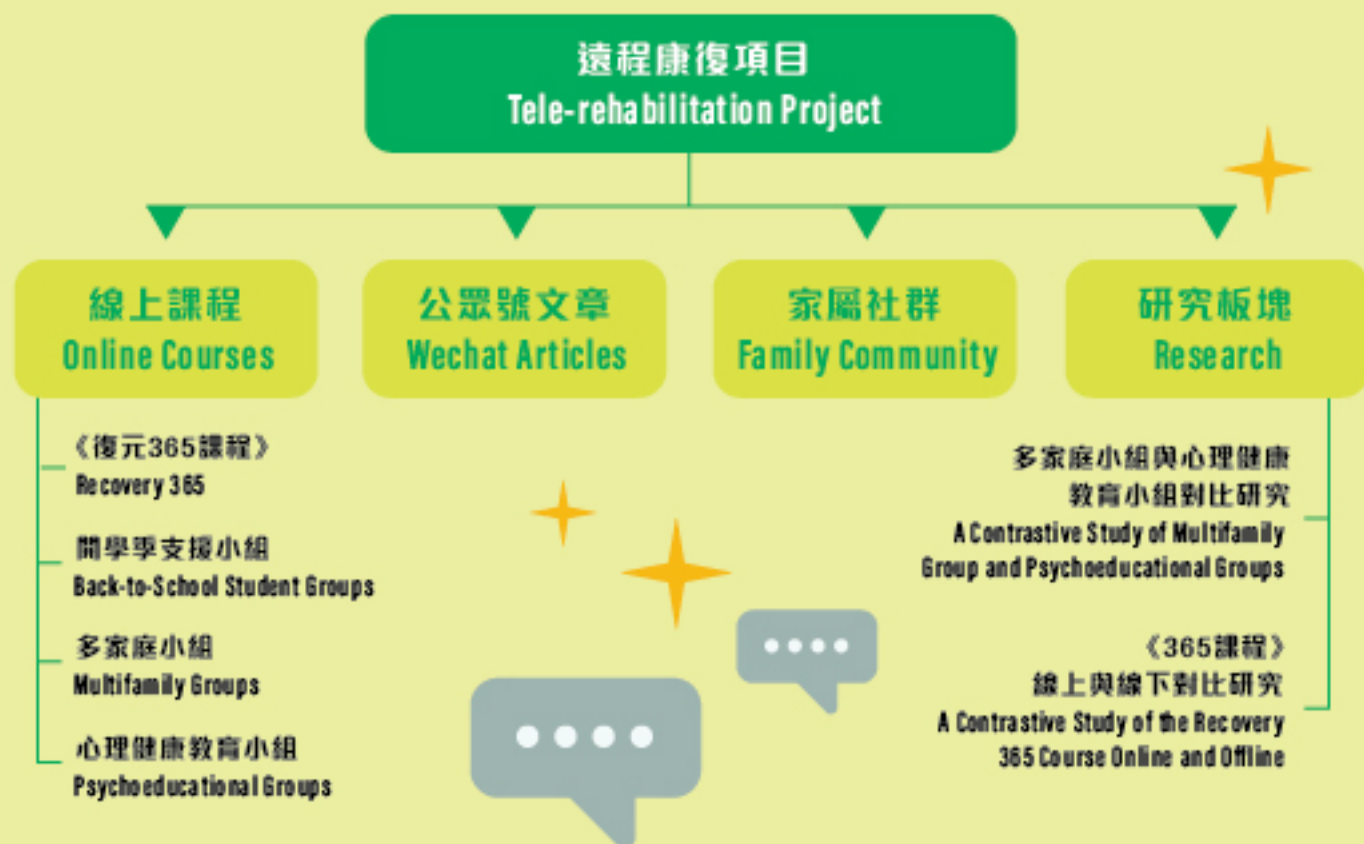 遠程康復項目
Tele-rehabilitation Project
線上課程
Online Courses
公眾號文章
Wechat Articles
家屬社群
Family Community
研究板塊
Research
《復元365課程》
Recovery 365
開學季支援小組
Back-to-School Student Groups
多家庭小組
Multifamily Groups
心理健康教育小組
Psychoeducational Groups
多家庭小組與心理健康
教育小組對比研究
A Contrastive Study of Multifamily
Group and Psychoeducational Groups
《365課程》
線上與線下對比研究
A Contrastive Study of the Recovery
365 Course Online and Offline